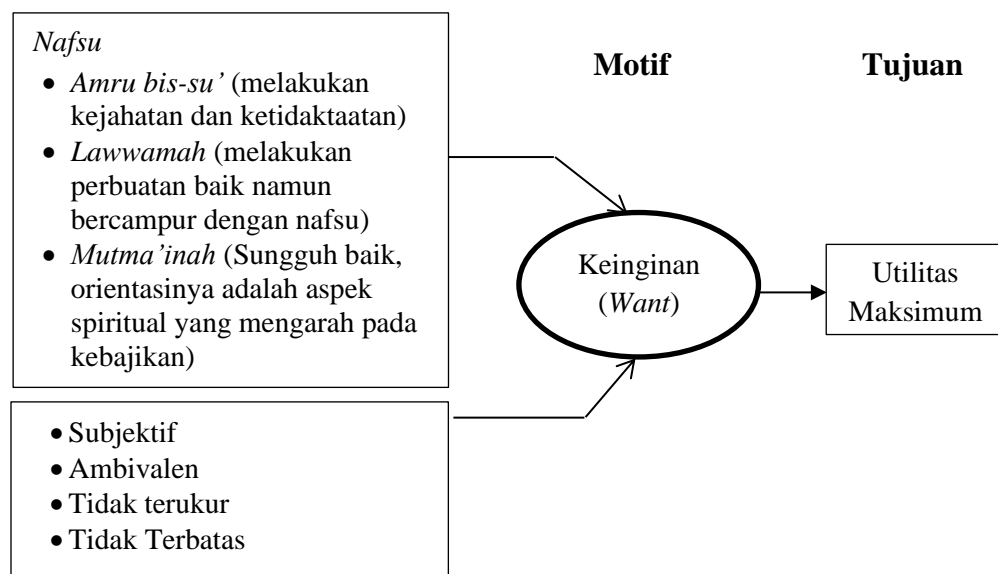 Nafsu
• Amru bis-su’ (melakukan
kejahatan dan ketidaktaatan)
• Lawwamah (melakukan
perbuatan baik namun
bercampur dengan nafsu)
• Mutma’inah (Sungguh baik,
orientasinya adalah aspek
spiritual yang mengarah pada
kebajikan)
• Subjektif
• Ambivalen
• Tidak terukur
• Tidak Terbatas
Motif
Keinginan
(Want)
Tujuan
Utilitas
Maksimum